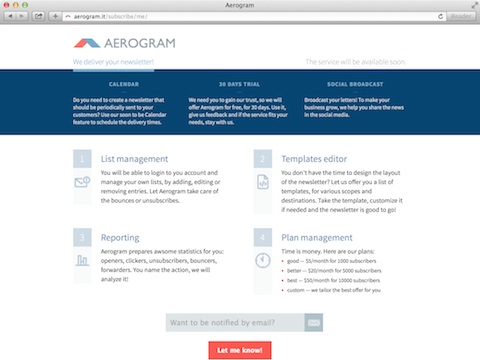 Aerogram
aerogram.it/subscribe/me/
Reader
AEROGRAM
We deliver your newsletter!
The service will be available soon.
CALENDAR
30 DAYS TRIAL
SOCIAL BROADCAST
Do you need to create a newsletter that
should be periodically sent to your
customers? Use our soon to be Calendar
feature to schedule the delivery times.
We need you to gain our trust, so we will
offer Aerogram for free, for 30 days. Use it,
give us feedback and if the service fits your
needs, stay with us.
Broadcast your letters! To make your
business grow, we help you share the news
in the social media.
1
List management
You will be able to login to you account and
manage your own lists, by adding, editing or
removing entries. Let Aerogram take care of
the bounces or unsubscribes.
2
Templates editor
You don't have the time to design the layout
of the newsletter? Let us offer you a list of
templates, for various scopes and
destinations. Take the template, customize it
if needed and the newsletter is good to go!
3
Reporting
Aerogram prepares awsome statistics for you:
openers, clickers, unsubscribers, bouncers,
forwarders. You name the action, we will
analyze it!
4
Plan management
Time is money. Here are our plans:
good — $5/month for 1000 subscribers
better — $20/month for 5000 subscribers
best — $50/month for 10000 subscribers
custom — we tailor the best offer for you
Want to be notified by email?
Let me know!